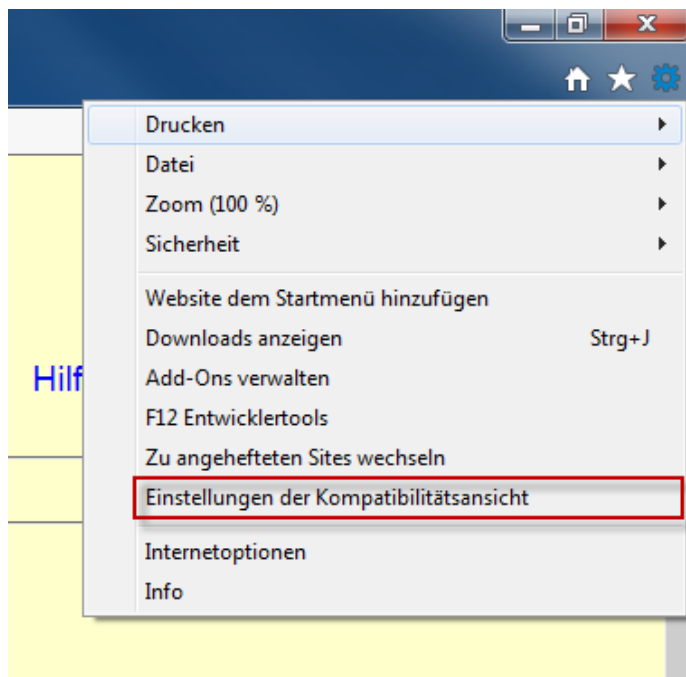 Drucken
Datei
Zoom (100 %)
Sicherheit
Website dem Startmenü hinzufügen
Downloads anzeigen Strg+J
Hilf
Add-Ons verwalten
F12 Entwicklertools
Zu angehefteten Sites wechseln
Einstellungen der Kompatibilitätsansicht
Internetoptionen
Info